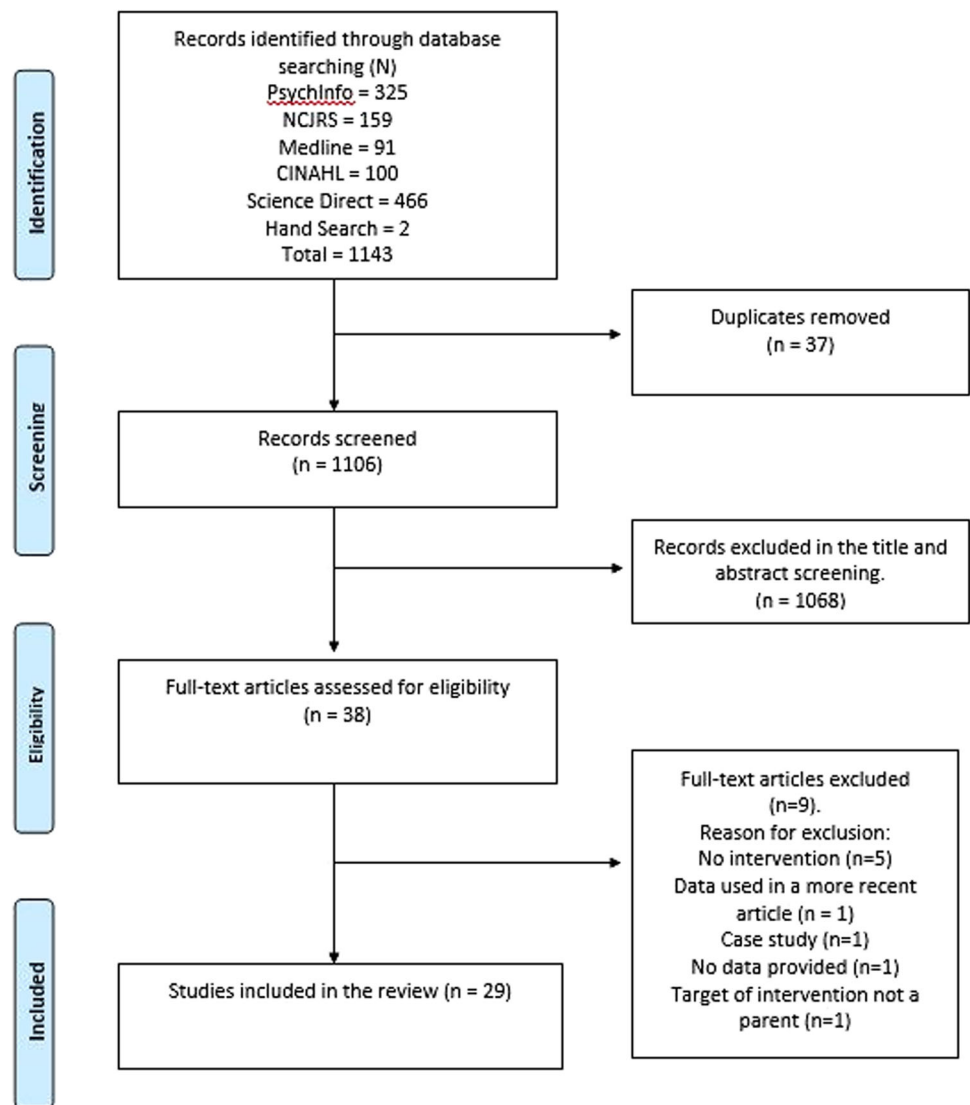 Identification
Records identified through database
searching (N)
PsychInfo = 325
NCJRS = 159
Medline = 91
CINAHL = 100
Science Direct = 466
Hand Search = 2
Total = 1143
Duplicates removed
(n = 37)
Screening
Records screened
(n = 1106)
Records excluded in the title and
abstract screening.
(n = 1068)
Eligibility
Full-text articles assessed for eligibility
(n = 38)
Full-text articles excluded
(n=9).
Reason for exclusion:
No intervention (n=5)
Data used in a more recent
article (n = 1)
Case study (n=1)
No data provided (n=1)
Target of intervention not a
parent (n=1)
Included
Studies included in the review (n = 29)